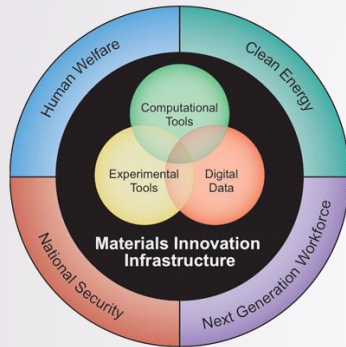 Human Welfare
Clean Energy
Computational
Tools
Experimental
Tools
Digital
Data
Materials Innovation
Infrastructure
National Security
Next Generation Workforce